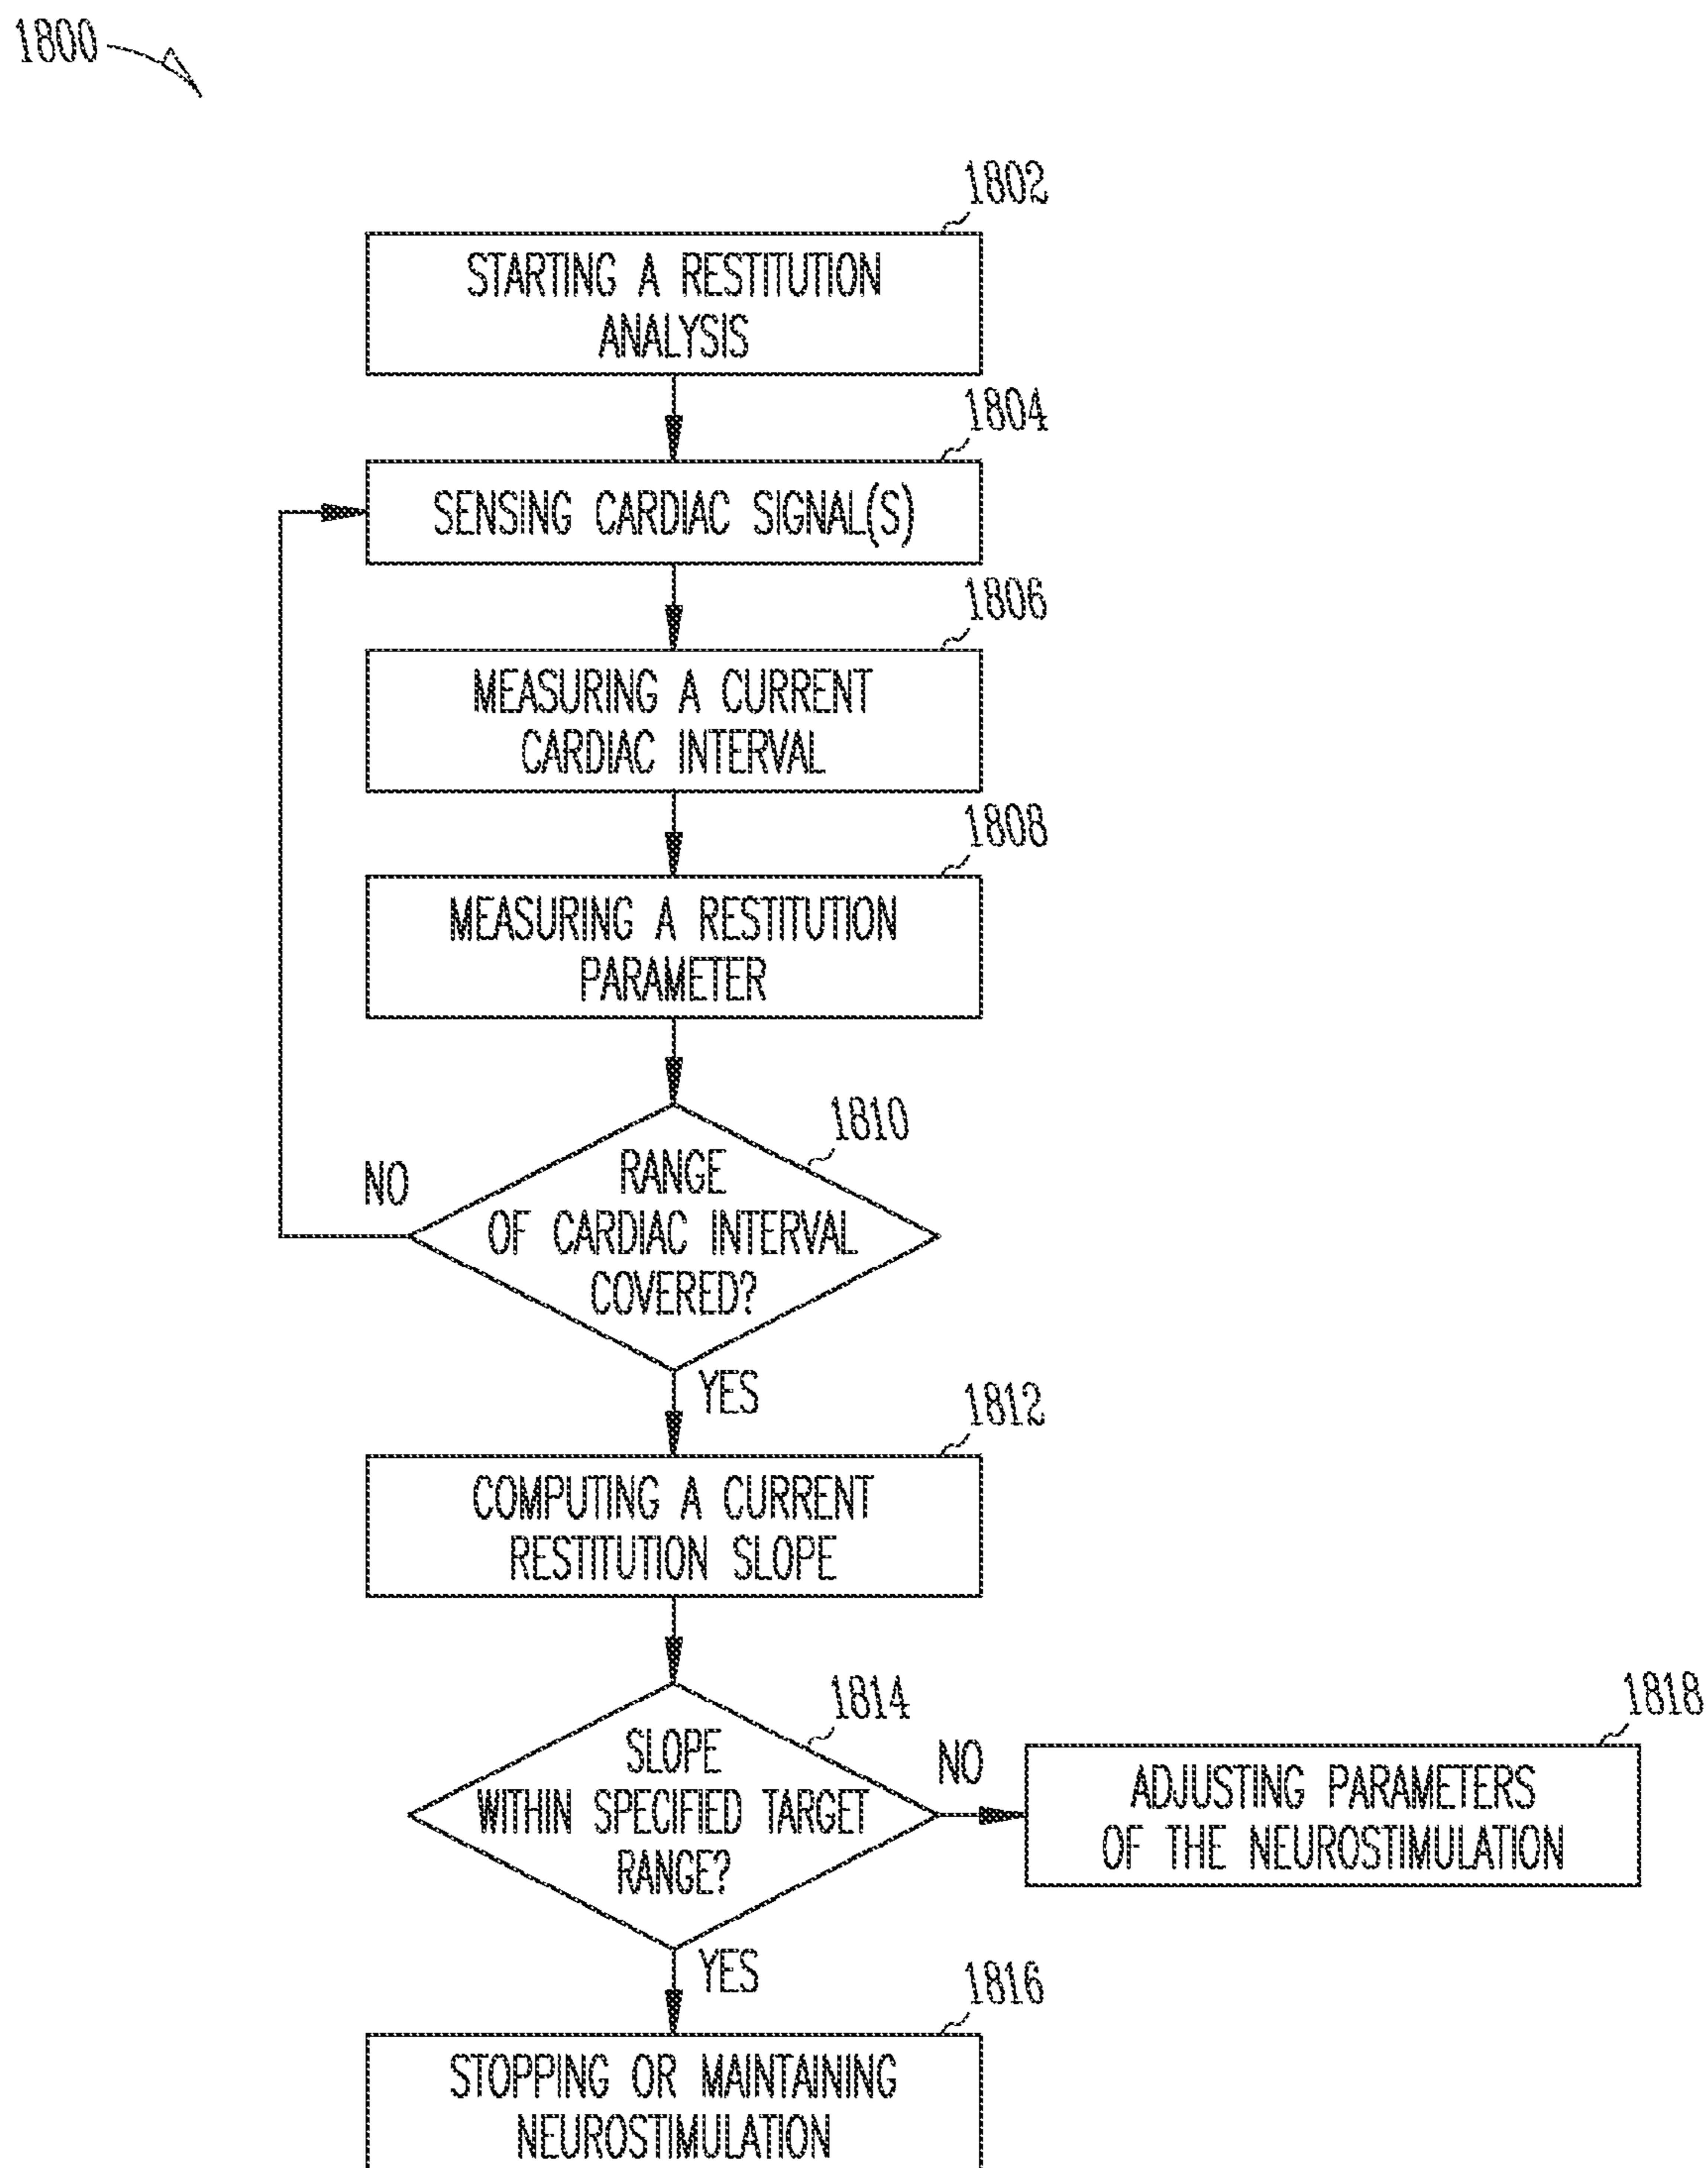 1800
1802
STARTING A RESTITUTION
ANALYSIS
1804
SENSING CARDIAC SIGNAL(S)
1806
MEASURING A CURRENT
CARDIAC INTERVAL
1808
MEASURING A RESTITUTION
PARAMETER
1810
RANGE
OF CARDIAC INTERVAL
COVERED?
NO
YES
1812
COMPUTING A CURRENT
RESTITUTION SLOPE
1814
SLOPE
WITHIN SPECIFIED TARGET
RANGE?
NO
1818
ADJUSTING PARAMETERS
OF THE NEUROSTIMULATION
YES
1816
STOPPING OR MAINTAINING
NEUROSTIMULATION